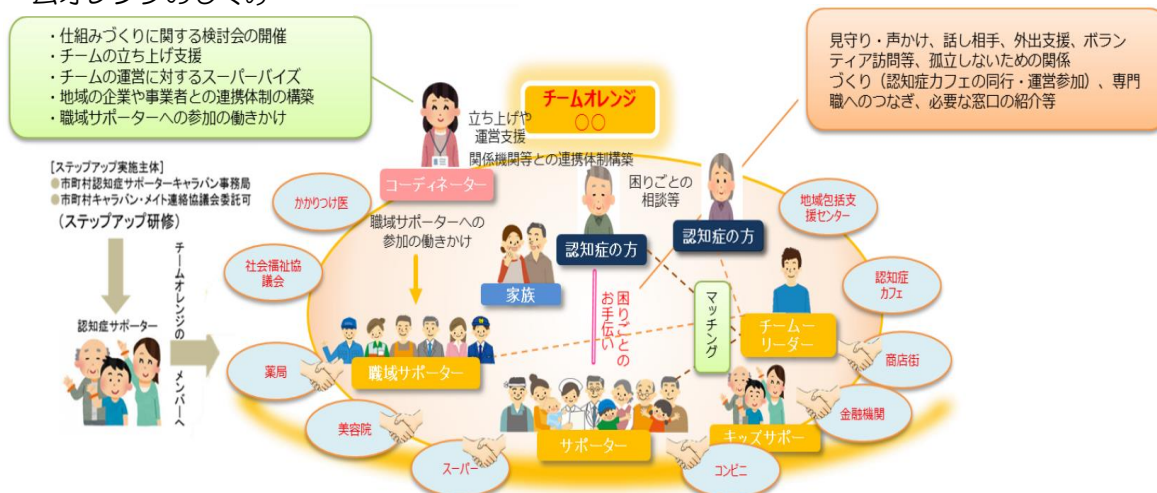 ムオレンジのしくみ
・仕組みづくりに関する検討会の開催
・チームの立ち上げ支援
・チームの運営に対するスーパーバイズ
・地域の企業や事業者との連携体制の構築
・職域サポーターへの参加の働きかけ
見守り・声かけ、話し相手、外出支援、ボラン
ティア訪問等、孤立しないための関係
づくり（認知症カフェの同行・運営参加）、専門
職へのつなぎ、必要な窓口の紹介等
チームオレンジ
〇〇
立ち上げや
運営支援
関係機関等との連携体制構築
コーディネーター
[ステップアップ実施主体]
●市町村認知症サポーターキャラバン事務局
●市町村キャラバン・メイト連絡協議会委託可
(ステップアップ研修)
チームオレンジの
メンバーへ
認知症サポーター
かかりつけ医
社会福祉協
議会
薬局
美容院
スーパー
コンビニ
金融機関
商店街
認知症
カフェ
地域包括支
援センター
困りごとの
相談等
職域サポーターへの
参加の働きかけ
認知症の方
認知症の方
家族
困りごとの
お手伝い
マッチング
チームー
リーダー
職域サポーター
サポーター
キッズサポー